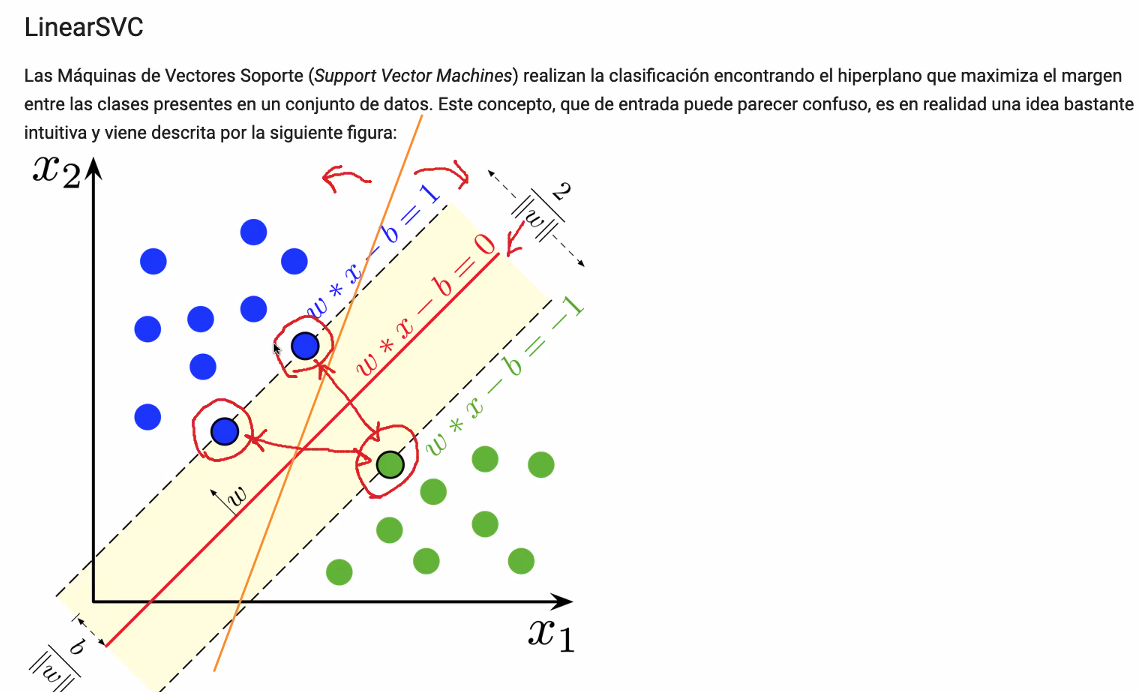 LinearSVC
Las Máquinas de Vectores Soporte (Support Vector Machines) realizan la clasificación encontrando el hiperplano que maximiza el margen
entre las clases presentes en un conjunto de datos. Este concepto, que de entrada puede parecer confuso, es en realidad una idea bastante
intuitiva y viene descrita por la siguiente figura:
x₂
2
||w||
w * x − b = 1
w * x − b = 0
w * x − b = −1
w
x₁
b
||w||